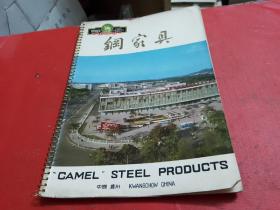 鋼家具
"CAMEL" STEEL PRODUCTS
中國 廣州 KWANGCHOW CHINA